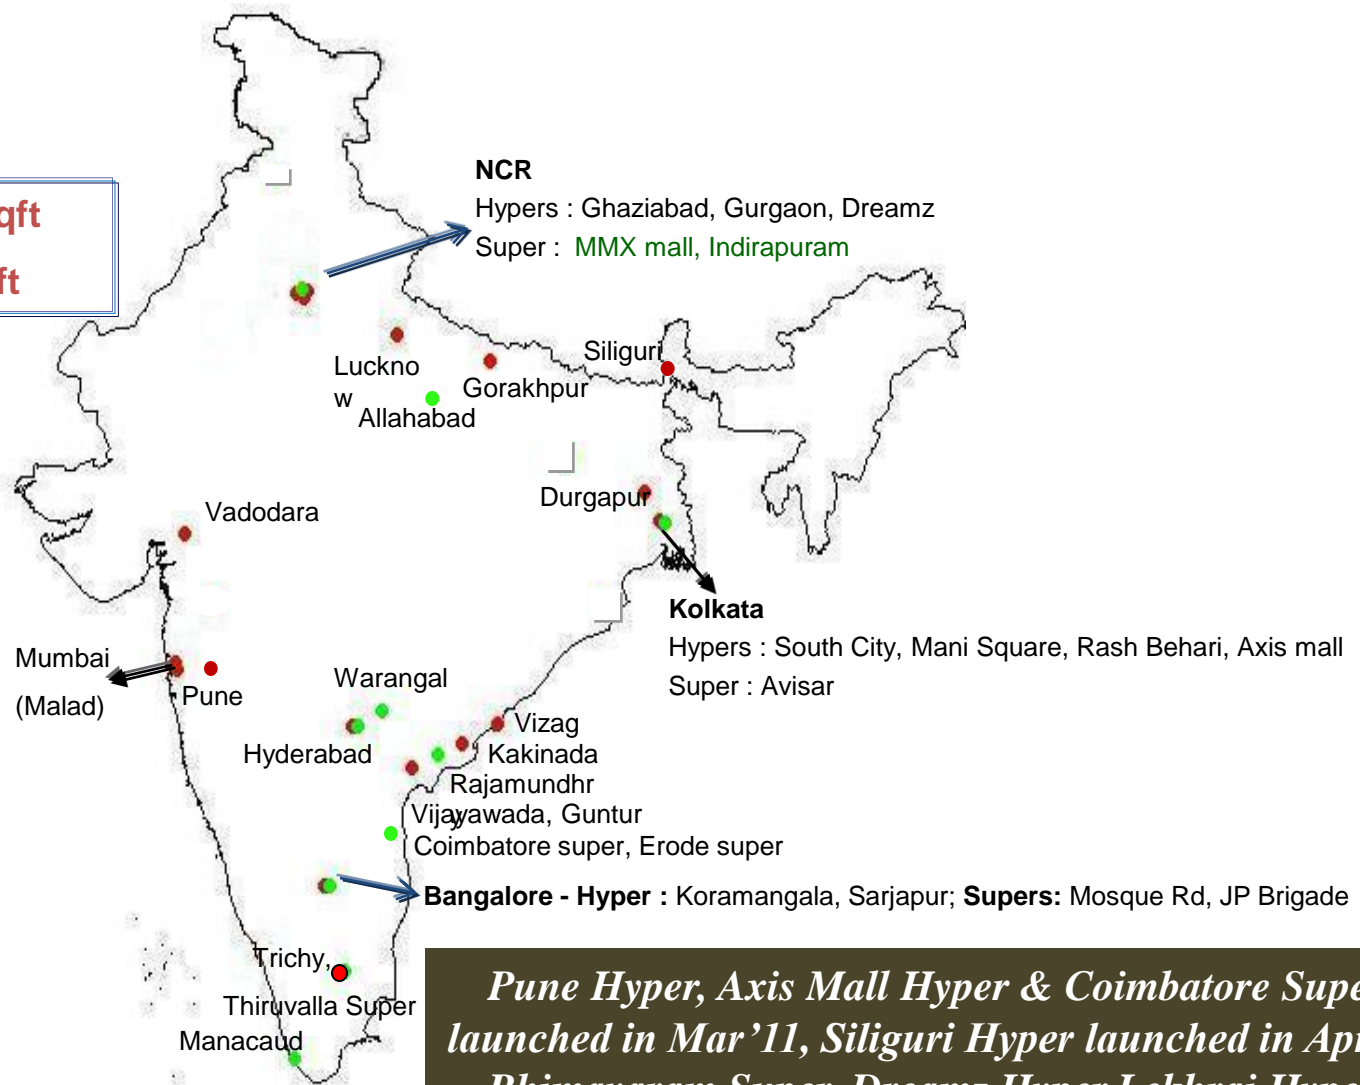 NCR
Hypers : Ghaziabad, Gurgaon, Dreamz
Super : MMX mall, Indirapuram
qft
ft
Siliguri
Luckno
w
Gorakhpur
Allahabad
Durgapur
Vadodara
Kolkata
Hypers : South City, Mani Square, Rash Behari, Axis mall
Super : Avisar
Mumbai
(Malad)
Pune
Warangal
Hyderabad
Vizag
Kakinada
Rajamundhr
y
Vijayawada, Guntur
Coimbatore super, Erode super
Bangalore - Hyper : Koramangala, Sarjapur; Supers: Mosque Rd, JP Brigade
Trichy,
Thiruvalla Super
Manacaud
Pune Hyper, Axis Mall Hyper & Coimbatore Supe
launched in Mar’11, Siliguri Hyper launched in Ap